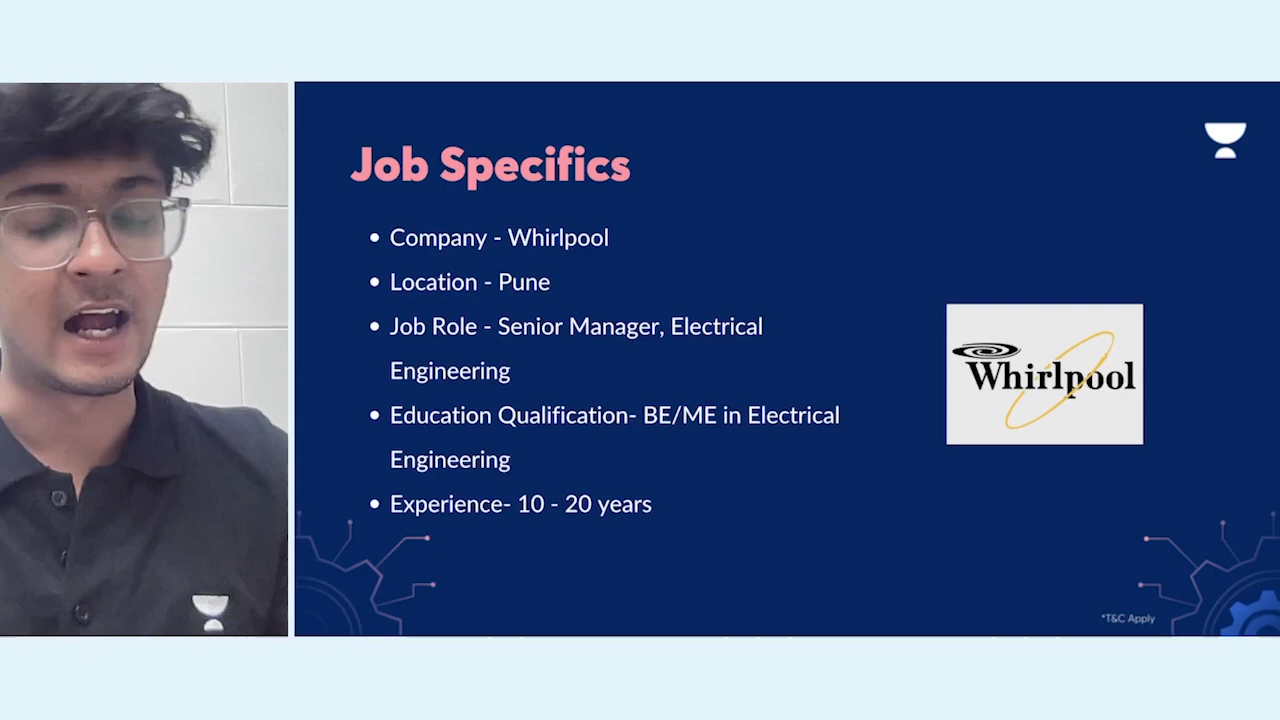 Job Specifics
• Company - Whirlpool
• Location - Pune
• Job Role - Senior Manager, Electrical
Engineering
• Education Qualification- BE/ME in Electrical
Engineering
• Experience- 10 - 20 years
Whirlpool
*T&C Apply